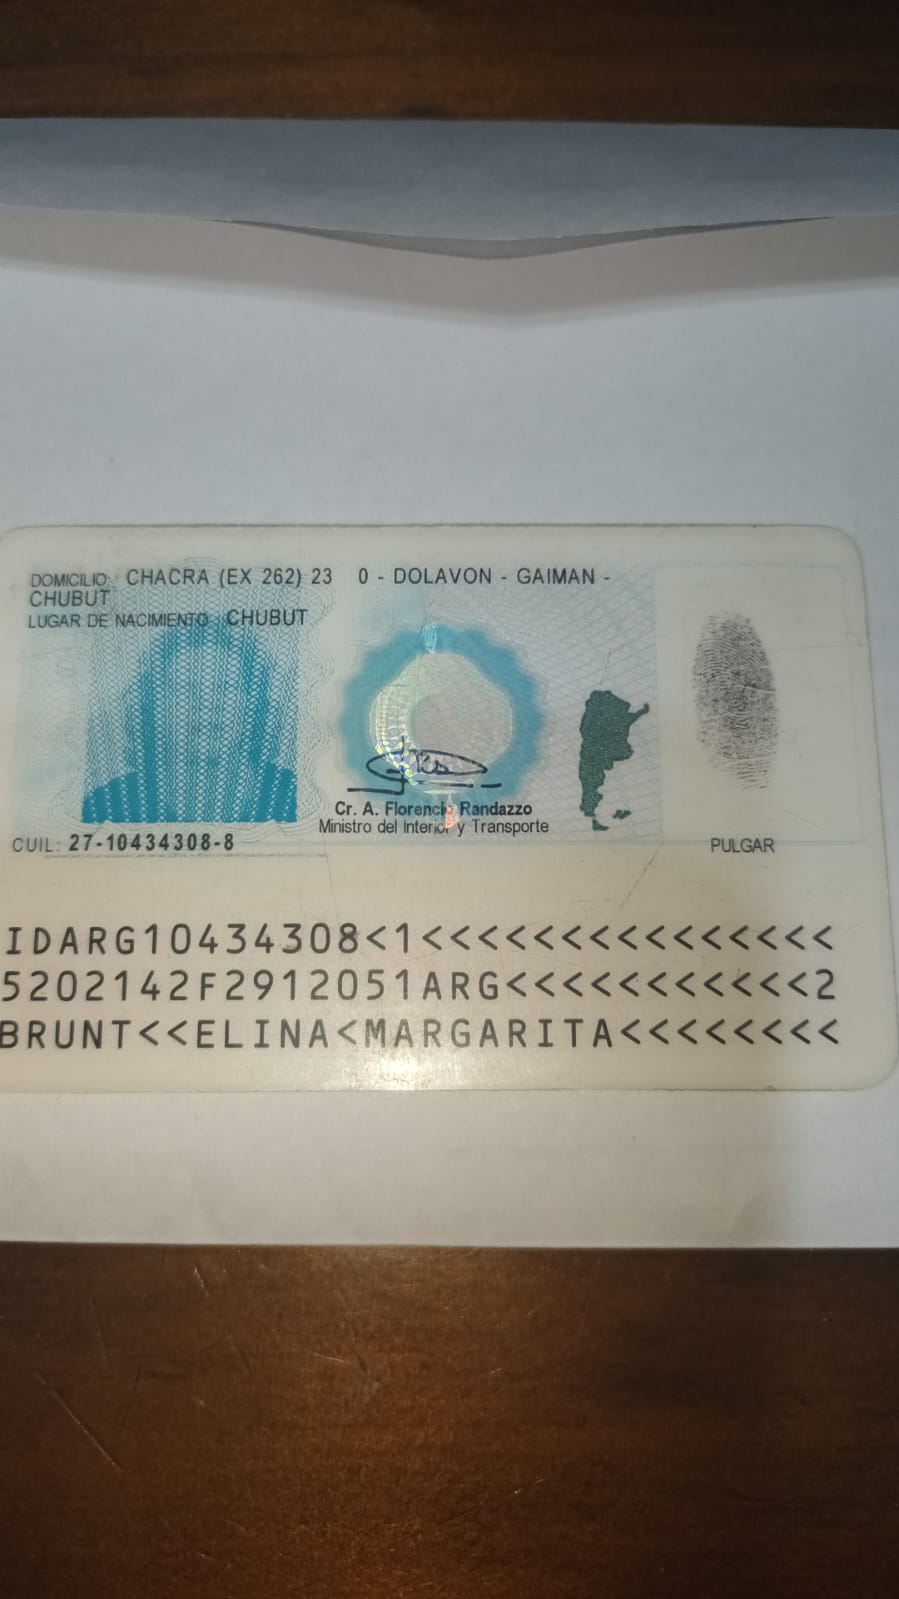 DOMICILIO: CHACRA (EX 262) 23 0 - DOLAVON - GAIMAN -
CHUBUT
LUGAR DE NACIMIENTO: CHUBUT
Cr. A. Florencio Randazzo
Ministro del Interior y Transporte
CUIL: 27-10434308-8
PULGAR
IDARG10434308<1<<<<<<<<<<<<<<<
5202142F2912051ARG<<<<<<<<<<<2
BRUNT<<ELINA<MARGARITA<<<<<<<<